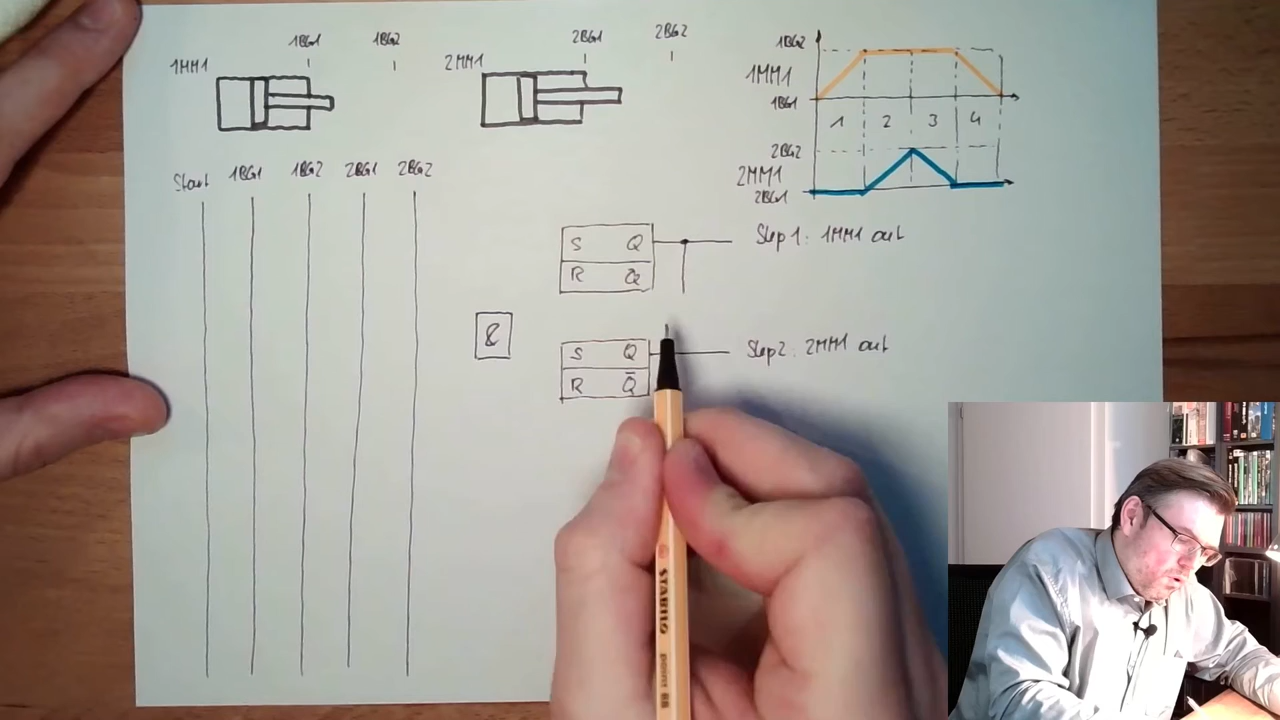 1MM1 1BG1 1BG2 2MM1 2BG1 2BG2
1BG2
1MM1
1BG1
1 2 3 4
2BG2
2MM1
2BG1
Start 1BG1 1BG2 2BG1 2BG2
S Q
R Q̄
Step 1: 1MM1 out
&
S Q
R Q̄
Step 2: 2MM1 out
STABILO point 88